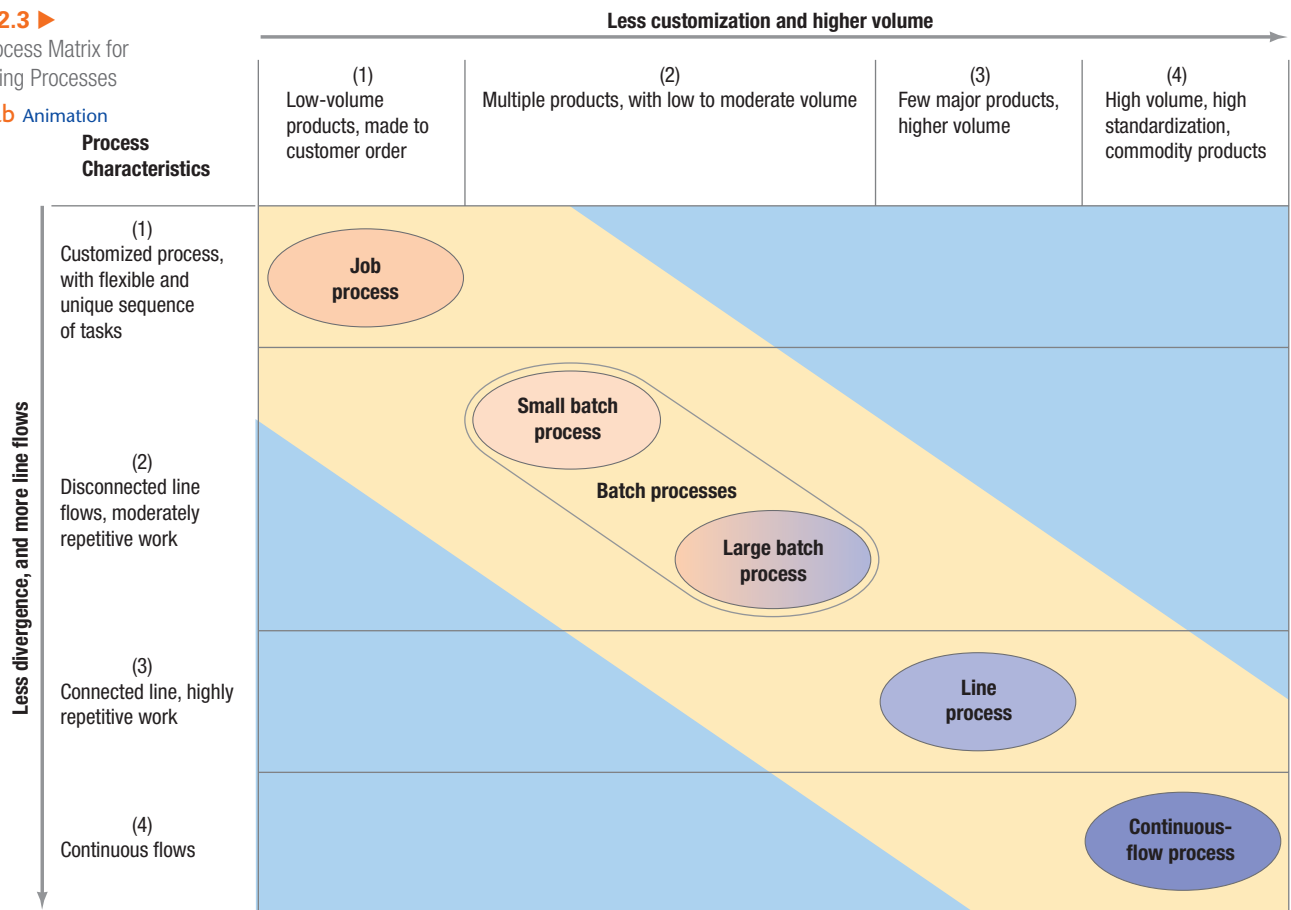 2.3 ▶
ocess Matrix for
ing Processes
b Animation
Less customization and higher volume
Process
Characteristics
(1)
Low-volume
products, made to
customer order
(2)
Multiple products, with low to moderate volume
(3)
Few major products,
higher volume
(4)
High volume, high
standardization,
commodity products
Less divergence, and more line flows
(1)
Customized process,
with flexible and
unique sequence
of tasks
Job
process
(2)
Disconnected line
flows, moderately
repetitive work
Small batch
process
Batch processes
Large batch
process
(3)
Connected line, highly
repetitive work
Line
process
(4)
Continuous flows
Continuous-
flow process